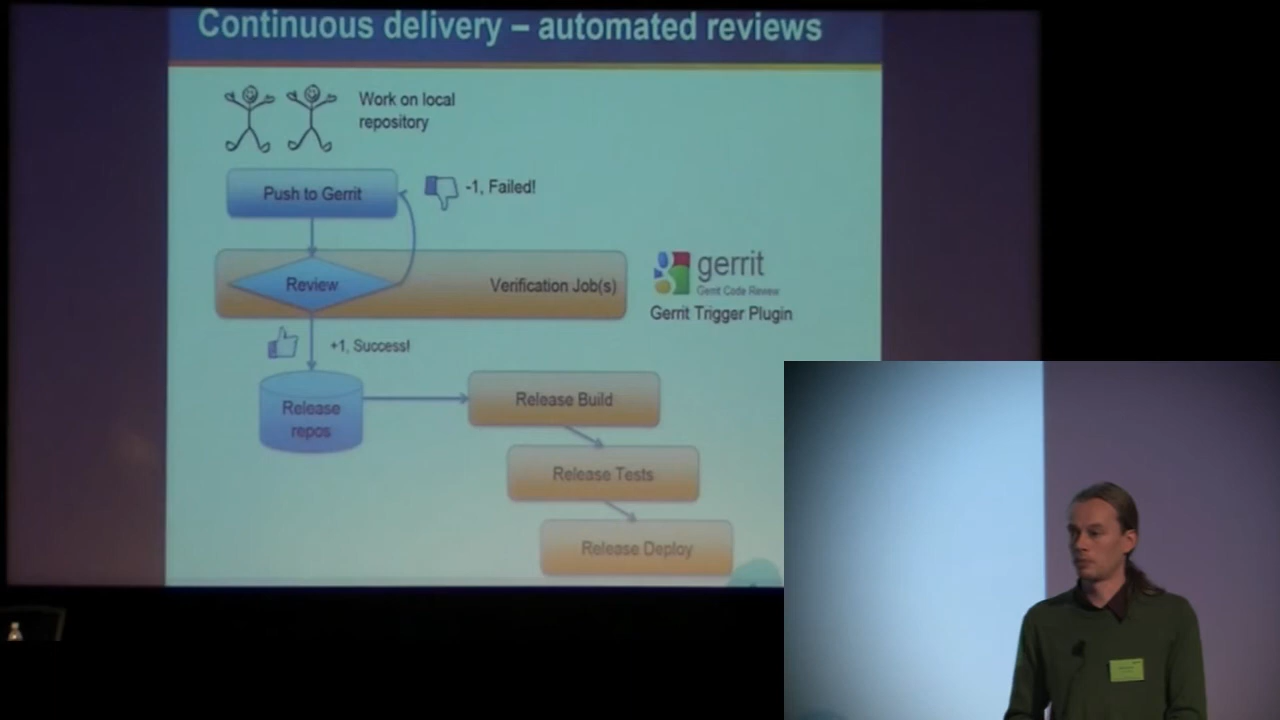 Continuous delivery – automated reviews
Work on local
repository
Push to Gerrit
-1, Failed!
Review
Verification Job(s)
gerrit
Gerrit Code Review
Gerrit Trigger Plugin
+1, Success!
Release
repos
Release Build
Release Tests
Release Deploy